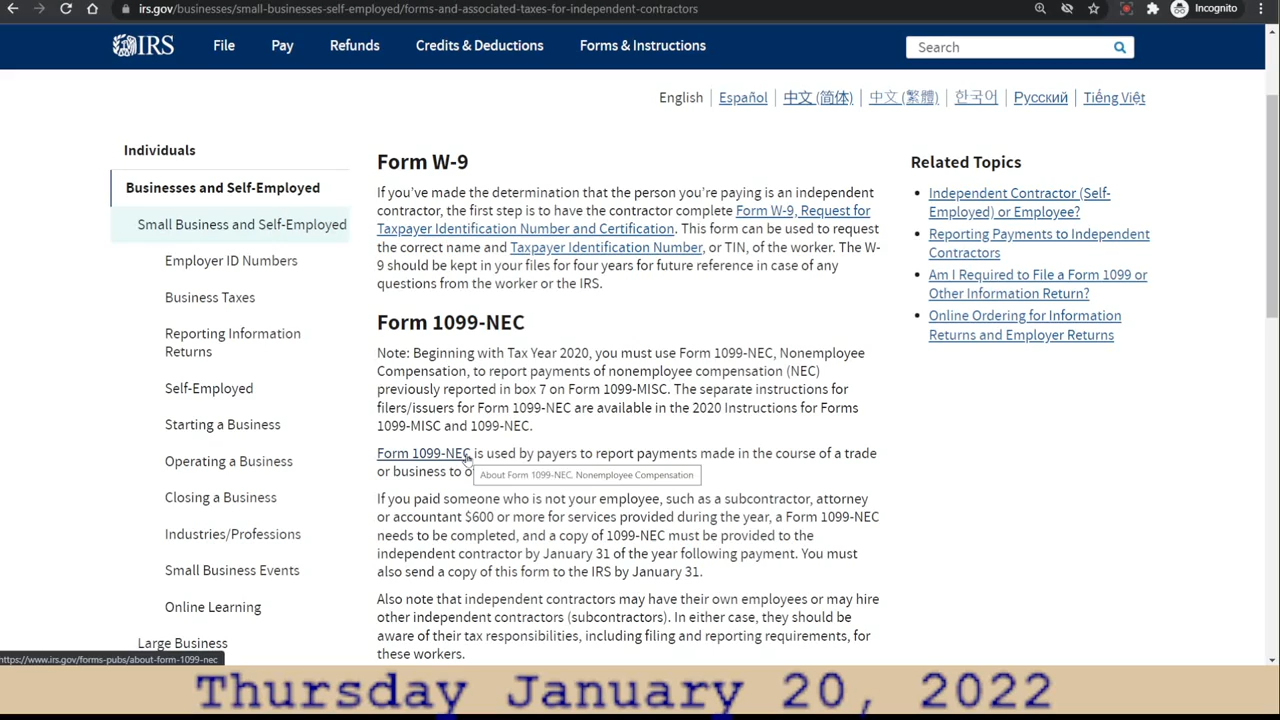 irs.gov/businesses/small-businesses-self-employed/forms-and-associated-taxes-for-independent-contractors
Incognito
IRS
File
Pay
Refunds
Credits & Deductions
Forms & Instructions
Search
English
Español
中文 (简体)
中文 (繁體)
한국어
Русский
Tiếng Việt
Individuals
Businesses and Self-Employed
Small Business and Self-Employed
Employer ID Numbers
Business Taxes
Reporting Information
Returns
Self-Employed
Starting a Business
Operating a Business
Closing a Business
Industries/Professions
Small Business Events
Online Learning
Large Business
Form W-9
If you've made the determination that the person you're paying is an independent
contractor, the first step is to have the contractor complete Form W-9, Request for
Taxpayer Identification Number and Certification. This form can be used to request
the correct name and Taxpayer Identification Number, or TIN, of the worker. The W-
9 should be kept in your files for four years for future reference in case of any
questions from the worker or the IRS.
Form 1099-NEC
Note: Beginning with Tax Year 2020, you must use Form 1099-NEC, Nonemployee
Compensation, to report payments of nonemployee compensation (NEC)
previously reported in box 7 on Form 1099-MISC. The separate instructions for
filers/issuers for Form 1099-NEC are available in the 2020 Instructions for Forms
1099-MISC and 1099-NEC.
Form 1099-NEC is used by payers to report payments made in the course of a trade
or business to o
About Form 1099-NEC, Nonemployee Compensation
If you paid someone who is not your employee, such as a subcontractor, attorney
or accountant $600 or more for services provided during the year, a Form 1099-NEC
needs to be completed, and a copy of 1099-NEC must be provided to the
independent contractor by January 31 of the year following payment. You must
also send a copy of this form to the IRS by January 31.
Also note that independent contractors may have their own employees or may hire
other independent contractors (subcontractors). In either case, they should be
aware of their tax responsibilities, including filing and reporting requirements, for
these workers.
Related Topics
Independent Contractor (Self-
Employed) or Employee?
Reporting Payments to Independent
Contractors
Am I Required to File a Form 1099 or
Other Information Return?
Online Ordering for Information
Returns and Employer Returns
https://www.irs.gov/forms-pubs/about-form-1099-nec
Thursday January 20, 2022